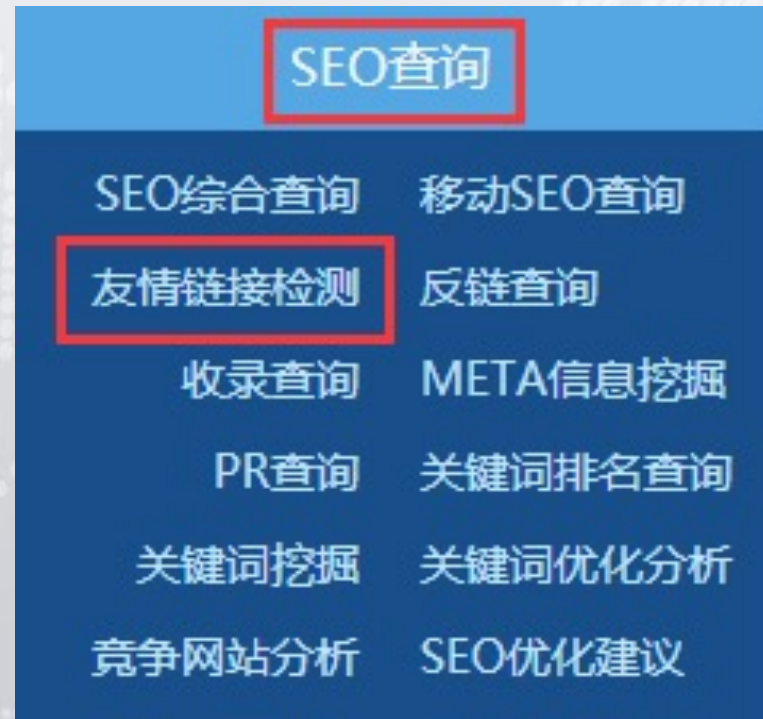 SEO查询
SEO综合查询 移动SEO查询
友情链接检测 反链查询
收录查询 META信息挖掘
PR查询 关键词排名查询
关键词挖掘 关键词优化分析
竞争网站分析 SEO优化建议